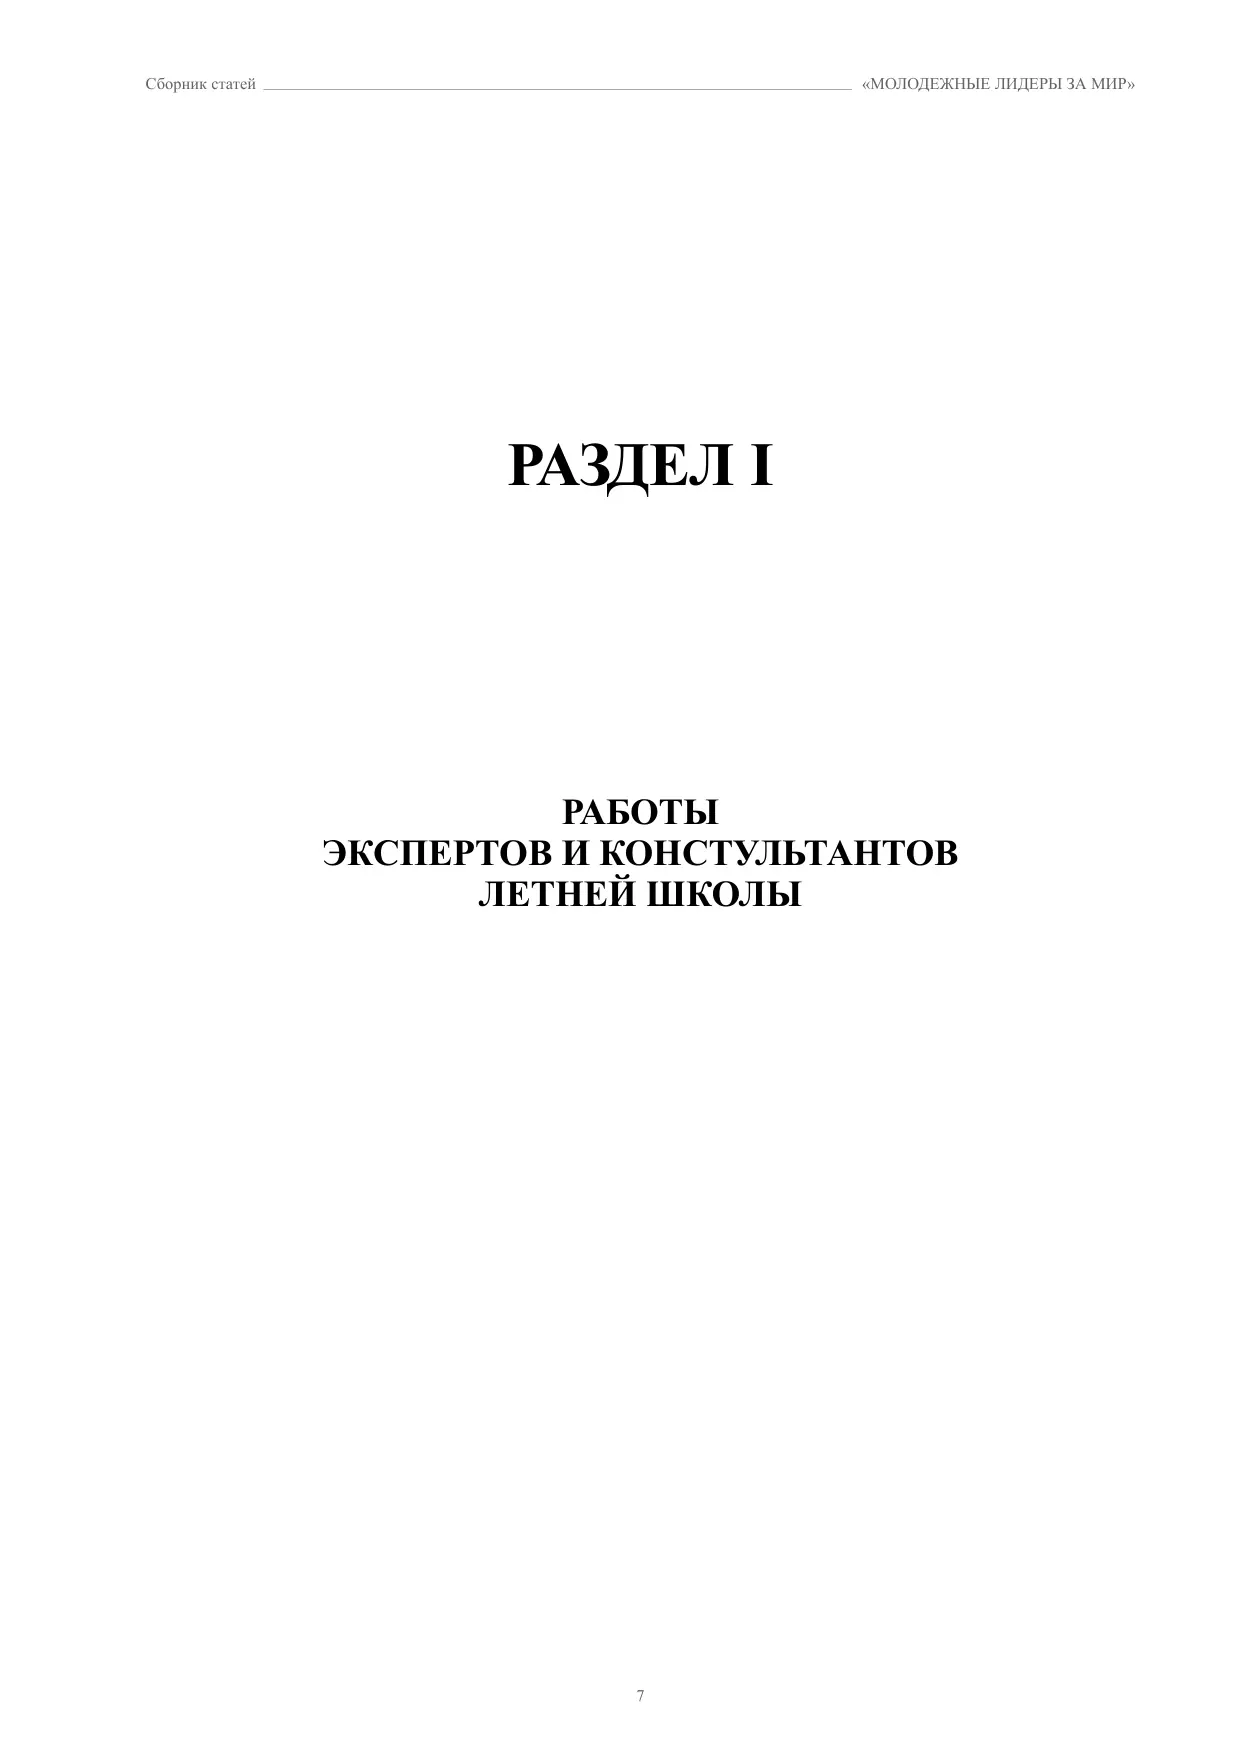 Сборник статей «МОЛОДЕЖНЫЕ ЛИДЕРЫ ЗА МИР»
РАЗДЕЛ I
РАБОТЫ
ЭКСПЕРТОВ И КОНСТУЛЬТАНТОВ
ЛЕТНЕЙ ШКОЛЫ
7